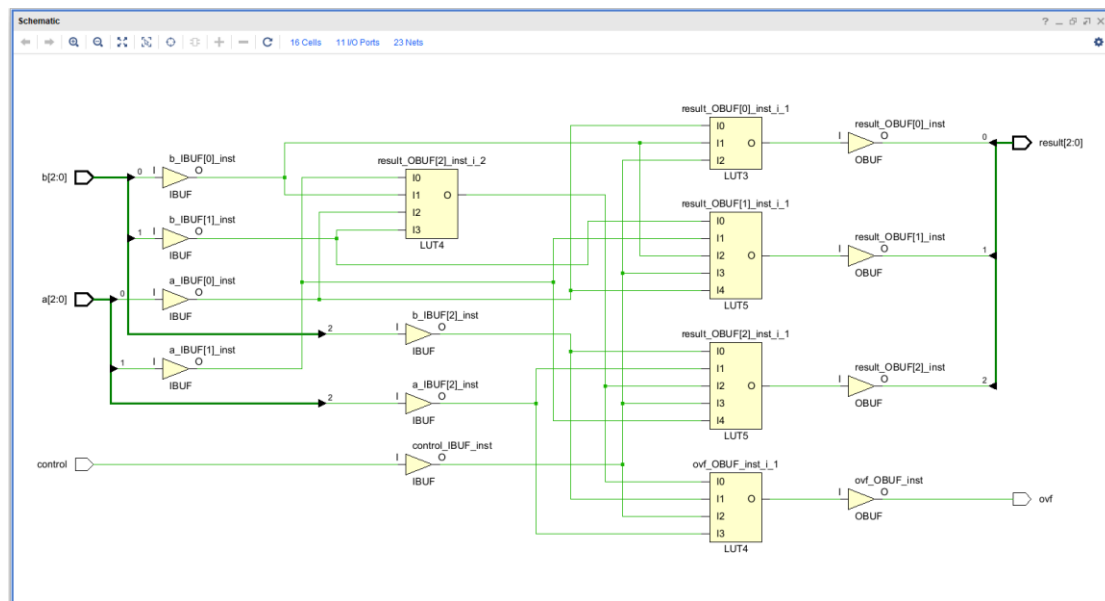 Schematic
16 Cells 11 I/O Ports 23 Nets
result_OBUF[0]_inst_i_1
I0
I1 O
I2
LUT3
result_OBUF[0]_inst
I O
OBUF
0
result[2:0]
b[2:0]
0
b_IBUF[0]_inst
I O
IBUF
result_OBUF[2]_inst_i_2
I0
I1 O
I2
I3
LUT4
1
b_IBUF[1]_inst
I O
IBUF
result_OBUF[1]_inst_i_1
I0
I1
I2 O
I3
I4
LUT5
result_OBUF[1]_inst
I O
OBUF
1
a[2:0]
0
a_IBUF[0]_inst
I O
IBUF
2
b_IBUF[2]_inst
I O
IBUF
1
a_IBUF[1]_inst
I O
IBUF
2
a_IBUF[2]_inst
I O
IBUF
result_OBUF[2]_inst_i_1
I0
I1
I2 O
I3
I4
LUT5
result_OBUF[2]_inst
I O
OBUF
2
control
control_IBUF_inst
I O
IBUF
ovf_OBUF_inst_i_1
I0
I1 O
I2
I3
LUT4
ovf_OBUF_inst
I O
OBUF
ovf